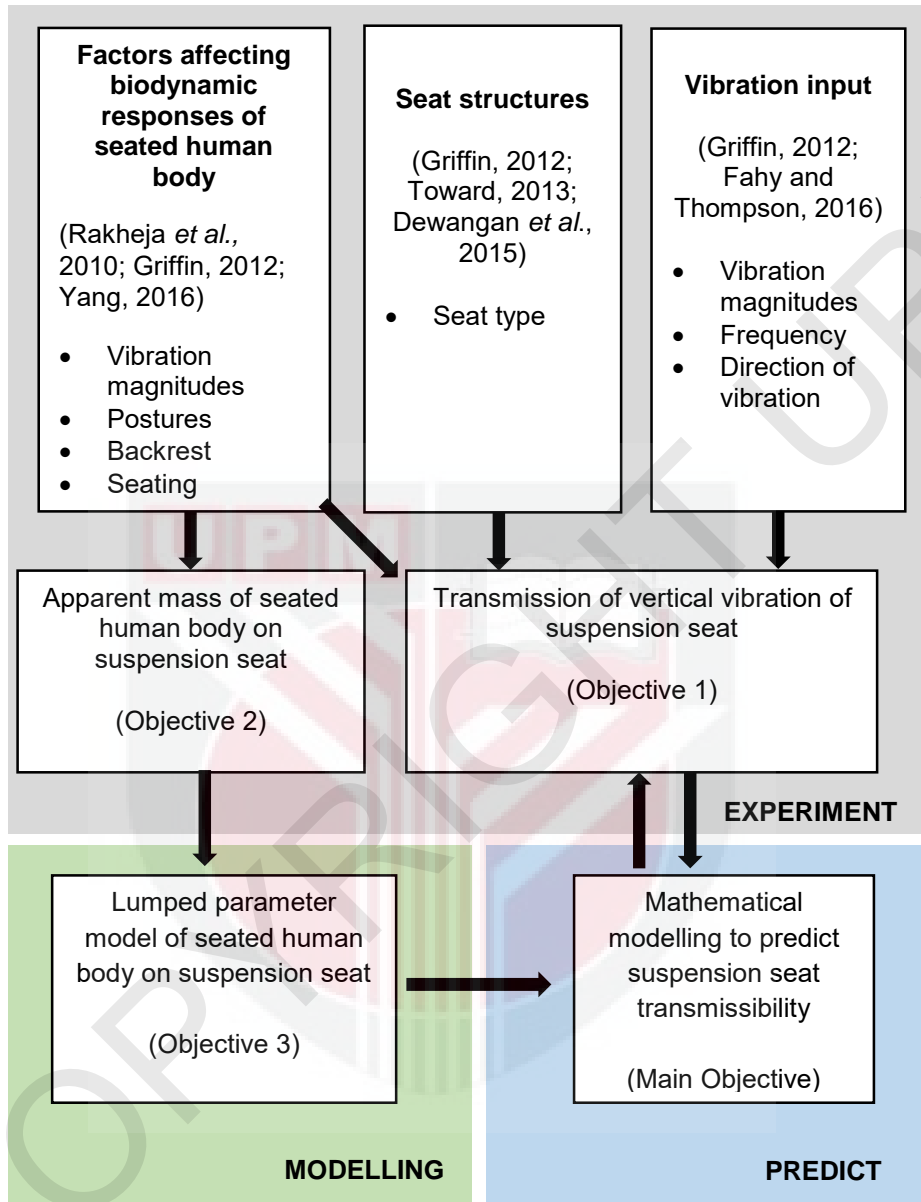 Factors affecting
biodynamic
responses of
seated human
body
(Rakheja et al.,
2010; Griffin, 2012;
Yang, 2016)
• Vibration
magnitudes
• Postures
• Backrest
• Seating
Seat structures
(Griffin, 2012;
Toward, 2013;
Dewangan et al.,
2015)
• Seat type
Vibration input
(Griffin, 2012;
Fahy and
Thompson, 2016)
• Vibration
magnitudes
• Frequency
• Direction of
vibration
UPM
Apparent mass of seated
human body on
suspension seat
(Objective 2)
Transmission of vertical vibration of
suspension seat
(Objective 1)
EXPERIMENT
Lumped parameter
model of seated human
body on suspension seat
(Objective 3)
Mathematical
modelling to predict
suspension seat
transmissibility
(Main Objective)
MODELLING
PREDICT
OPYRIGHT UP